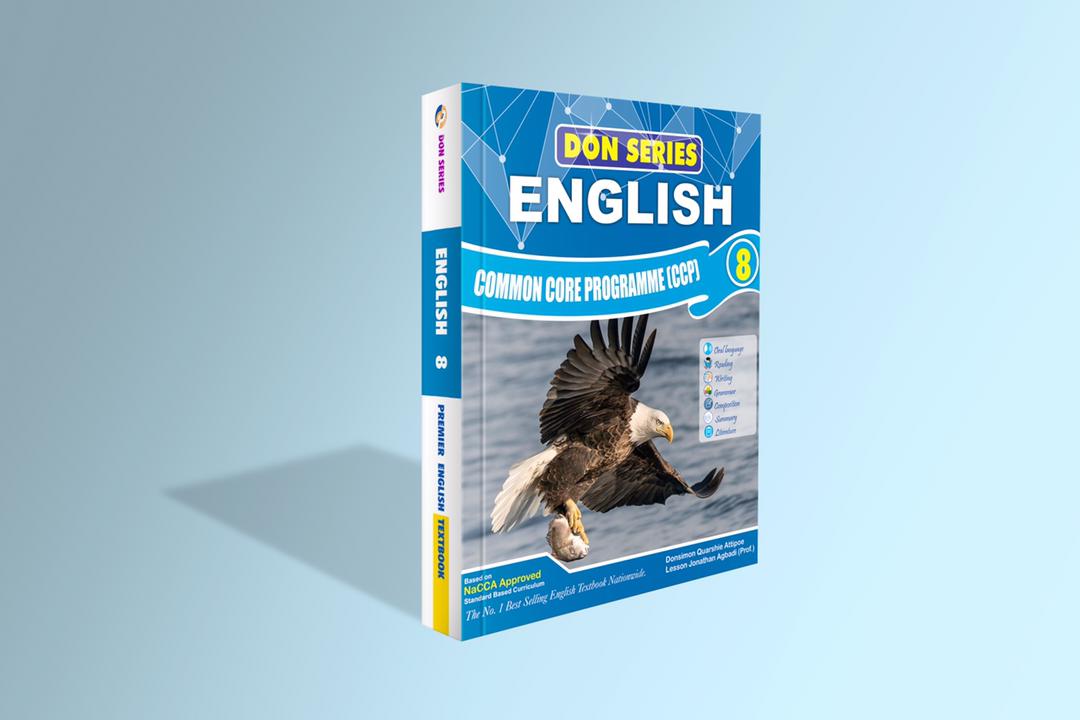 DON SERIES
ENGLISH 8
PREMIER ENGLISH TEXTBOOK
DON SERIES
ENGLISH
COMMON CORE PROGRAMME (CCP)
8
Oral language
Reading
Writing
Grammar
Composition
Summary
Literature
Based on
NaCCA Approved
Standard Based Curriculum
The No. 1 Best Selling English Textbook Nationwide.
Donsimon Quarshie Attipoe
Lesson Jonathan Agbadi (Prof.)